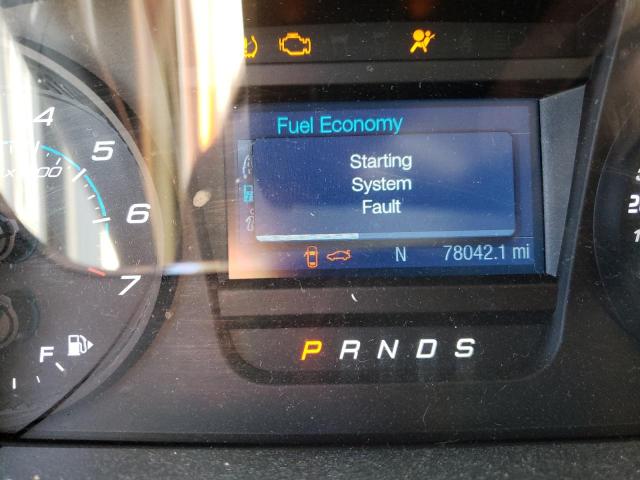 Fuel Economy
Starting
System
Fault
N 78042.1 mi
P R N D S
4
5
6
7
F